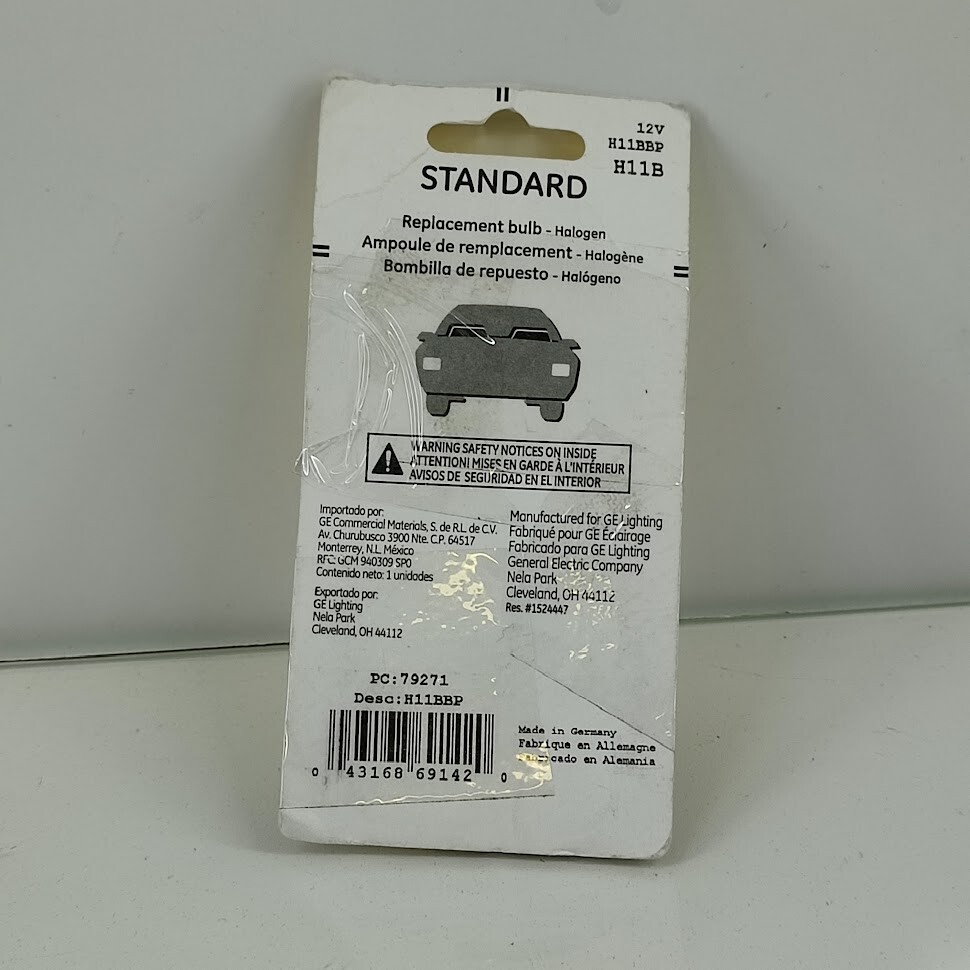 12V
H11BBP
H11B
STANDARD
Replacement bulb - Halogen
Ampoule de remplacement - Halogène
Bombilla de repuesto - Halógeno
WARNING SAFETY NOTICES ON INSIDE
ATTENTION! MISES EN GARDE À L'INTÉRIEUR
AVISOS DE SEGURIDAD EN EL INTERIOR
Importado por:
GE Commercial Materials, S. de R.L. de C.V.
Av. Churubusco 3900 Nte. C.P. 64517
Monterrey, N.L. México
RFC: GCM 940309 SP0
Contenido neto: 1 unidades
Exportado por:
GE Lighting
Nela Park
Cleveland, OH 44112
Manufactured for GE Lighting
Fabriqué pour GE Éclairage
Fabricado para GE Lighting
General Electric Company
Nela Park
Cleveland, OH 44112
Res. #1524447
PC:79271
Desc:H11BBP
0 43168 69142 0
Made in Germany
Fabrique en Allemagne
Fabricado en Alemania